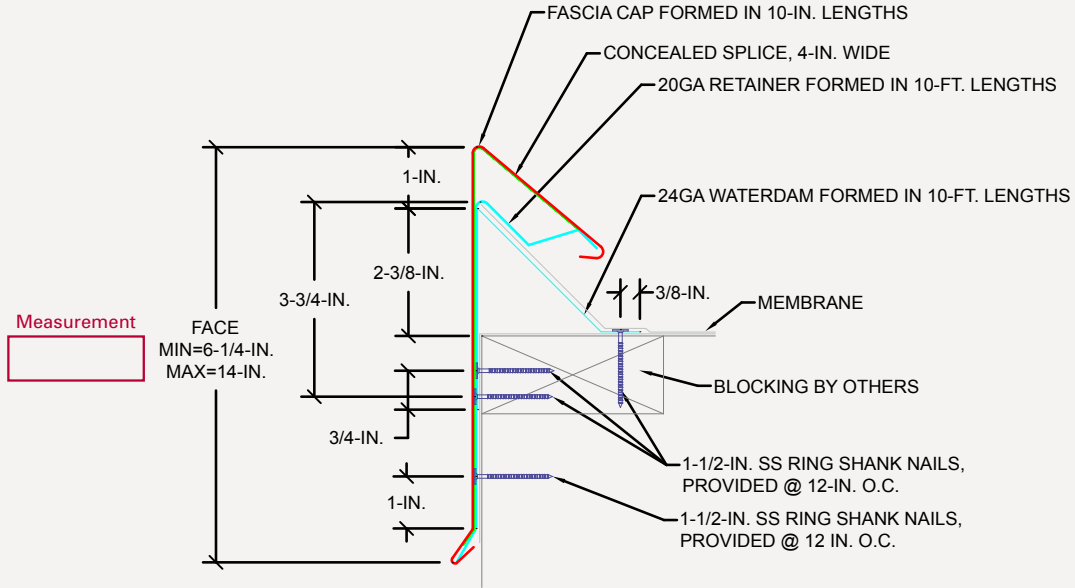 FASCIA CAP FORMED IN 10-IN. LENGTHS
CONCEALED SPLICE, 4-IN. WIDE
20GA RETAINER FORMED IN 10-FT. LENGTHS
1-IN.
24GA WATERDAM FORMED IN 10-FT. LENGTHS
2-3/8-IN.
3-3/4-IN.
3/8-IN.
MEMBRANE
Measurement
FACE
MIN=6-1/4-IN.
MAX=14-IN.
BLOCKING BY OTHERS
3/4-IN.
1-1/2-IN. SS RING SHANK NAILS,
PROVIDED @ 12-IN. O.C.
1-IN.
1-1/2-IN. SS RING SHANK NAILS,
PROVIDED @ 12 IN. O.C.